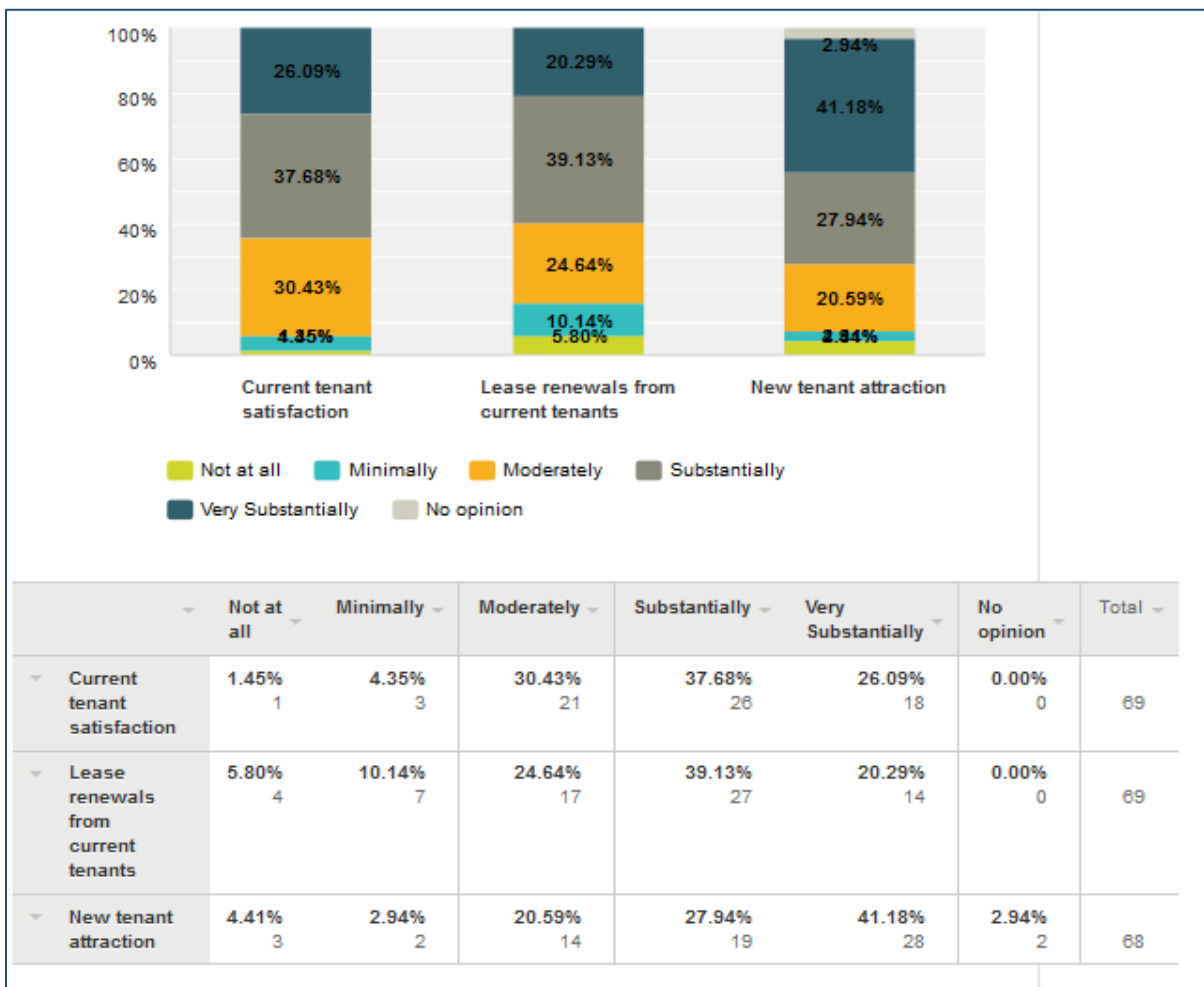 100%
80%
60%
40%
20%
0%
26.09%
37.68%
30.43%
4.35%
20.29%
39.13%
24.64%
10.14%
5.80%
2.94%
41.18%
27.94%
20.59%
Current tenant
satisfaction
Lease renewals from
current tenants
New tenant attraction
Not at all Minimally Moderately Substantially
Very Substantially No opinion
Not at
all
Minimally
Moderately
Substantially
Very
Substantially
No
opinion
Total
Current
tenant
satisfaction
1.45% 4.35% 30.43% 37.68% 26.09% 0.00%
1 3 21 26 18 0 69
Lease
renewals
from
current
tenants
5.80% 10.14% 24.64% 39.13% 20.29% 0.00%
4 7 17 27 14 0 69
New tenant
attraction
4.41% 2.94% 20.59% 27.94% 41.18% 2.94%
3 2 14 19 28 2 68